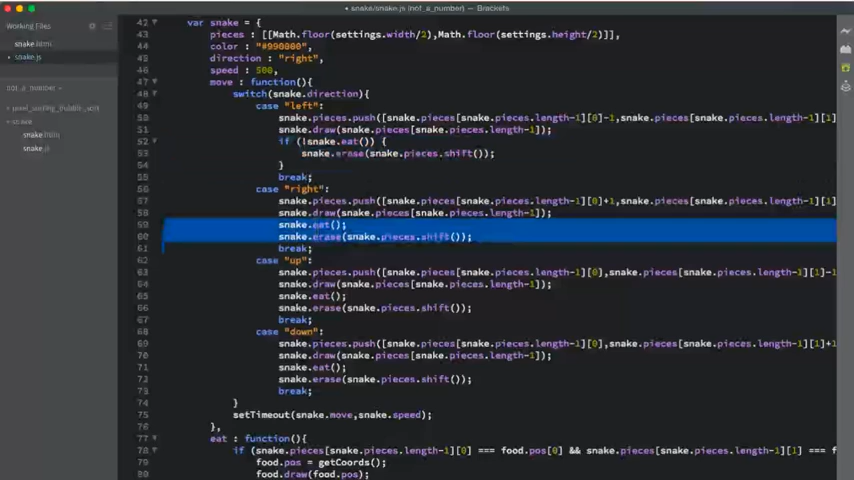 snake/snake.js (not_a_number) — Brackets
Working Files
snake.html
snake.js
not_a_number
pixel_sorting_bubble_sort
snake
snake.html
snake.js
42 var snake = {
43 pieces : [[Math.floor(settings.width/2),Math.floor(settings.height/2)]],
44 color : "#990000",
45 direction : "right",
46 speed : 500,
47 move : function(){
48 switch(snake.direction){
49 case "left":
50 snake.pieces.push([snake.pieces[snake.pieces.length-1][0]-1,snake.pieces[snake.pieces.length-1][1]
51 snake.draw(snake.pieces[snake.pieces.length-1]);
52 if (!snake.eat()) {
53 snake.erase(snake.pieces.shift());
54 }
55 break;
56 case "right":
57 snake.pieces.push([snake.pieces[snake.pieces.length-1][0]+1,snake.pieces[snake.pieces.length-1][1]
58 snake.draw(snake.pieces[snake.pieces.length-1]);
59 snake.eat();
60 snake.erase(snake.pieces.shift());
61 break;
62 case "up":
63 snake.pieces.push([snake.pieces[snake.pieces.length-1][0],snake.pieces[snake.pieces.length-1][1]-1
64 snake.draw(snake.pieces[snake.pieces.length-1]);
65 snake.eat();
66 snake.erase(snake.pieces.shift());
67 break;
68 case "down":
69 snake.pieces.push([snake.pieces[snake.pieces.length-1][0],snake.pieces[snake.pieces.length-1][1]+1
70 snake.draw(snake.pieces[snake.pieces.length-1]);
71 snake.eat();
72 snake.erase(snake.pieces.shift());
73 break;
74 }
75 setTimeout(snake.move,snake.speed);
76 },
77 eat : function(){
78 if (snake.pieces[snake.pieces.length-1][0] === food.pos[0] && snake.pieces[snake.pieces.length-1][1] === f
79 food.pos = getCoords();
80 food.draw(food.pos);